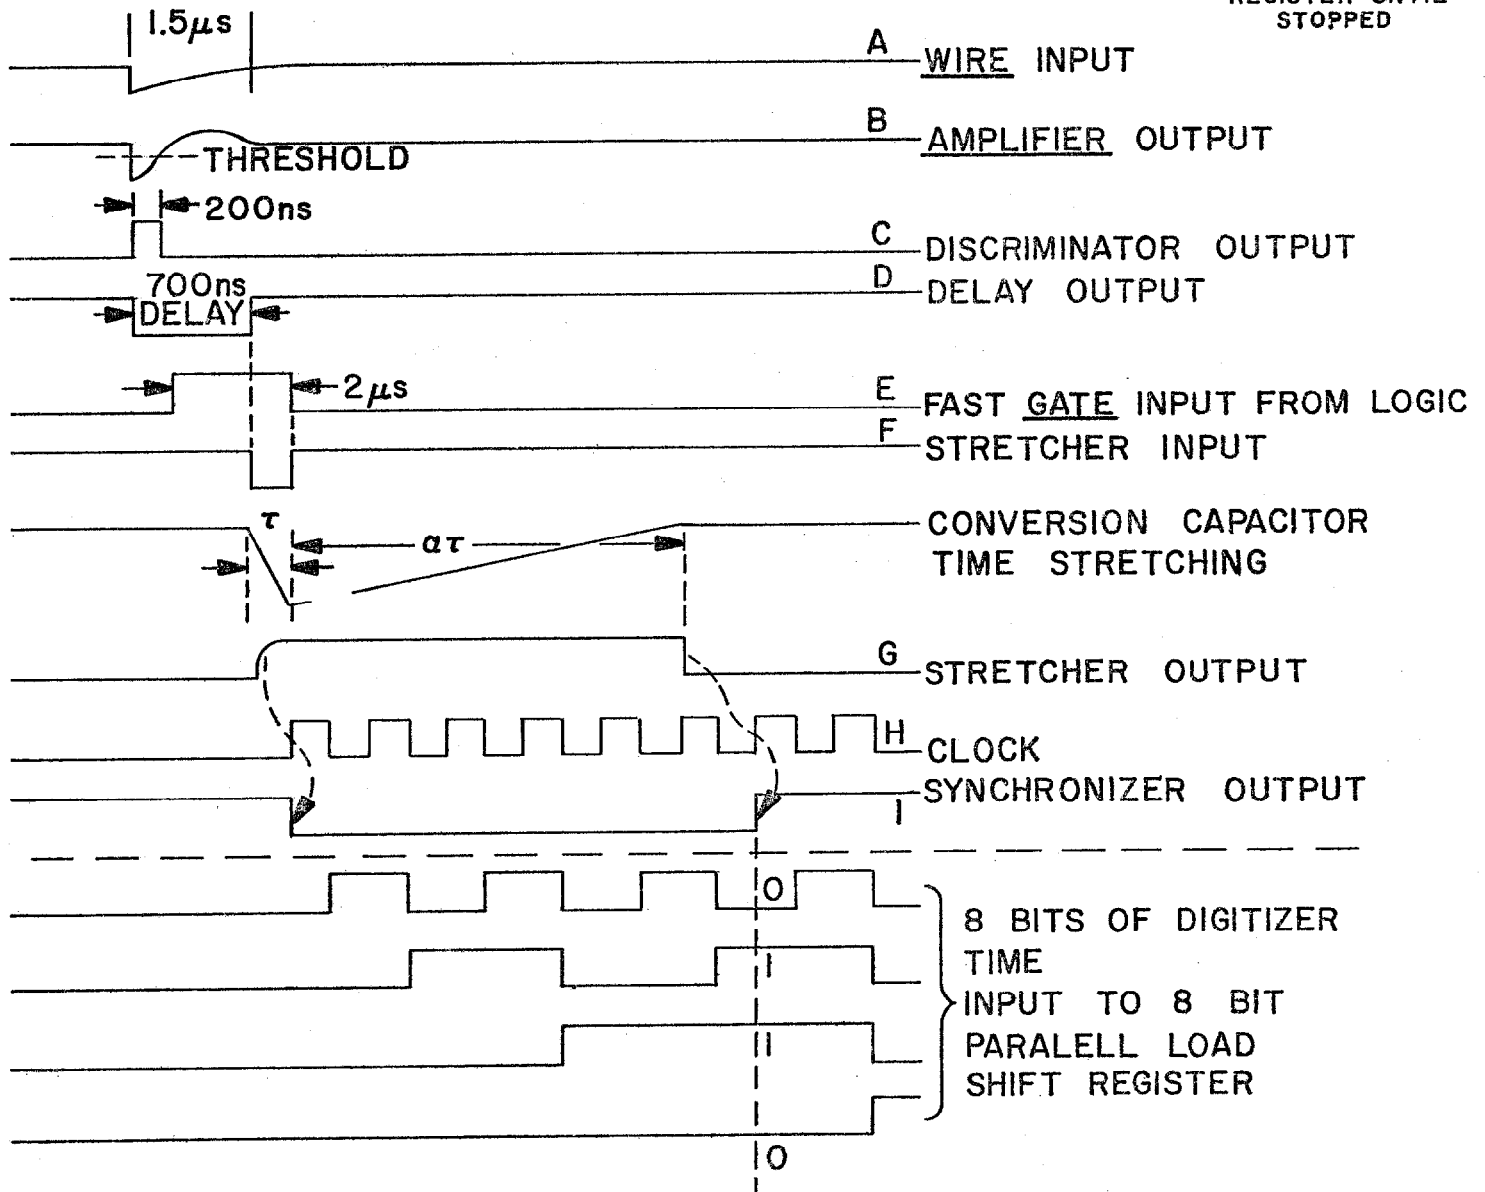 STOPPED
1.5μs
A
WIRE INPUT
B
AMPLIFIER OUTPUT
THRESHOLD
200ns
C
DISCRIMINATOR OUTPUT
700ns
DELAY
D
DELAY OUTPUT
2μs
E
FAST GATE INPUT FROM LOGIC
F
STRETCHER INPUT
τ
ατ
CONVERSION CAPACITOR
TIME STRETCHING
G
STRETCHER OUTPUT
H
CLOCK
I
SYNCHRONIZER OUTPUT
0
1
1
0
8 BITS OF DIGITIZER
TIME
INPUT TO 8 BIT
PARALELL LOAD
SHIFT REGISTER